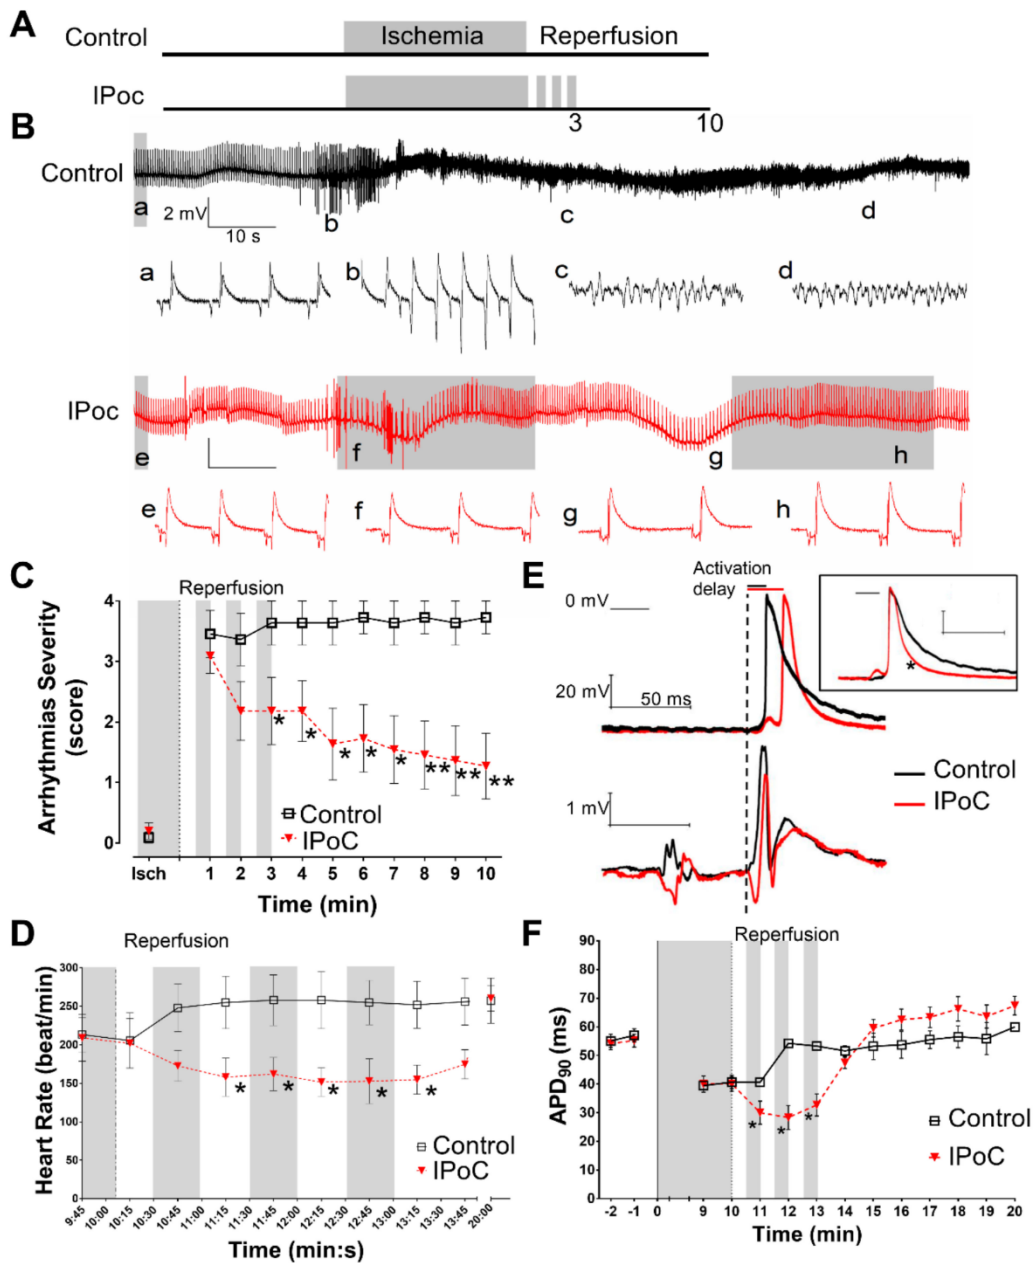 A
Control
Ischemia
Reperfusion
IPoc
3
10
B
Control
a
2 mV
10 s
b
c
d
a
b
c
d
IPoc
e
f
g
h
e
f
g
h
C
Reperfusion
Arrhythmias Severity
(score)
4
3
2
1
0
*
*
*
*
*
**
**
**
Control
IPoC
Isch
1 2 3 4 5 6 7 8 9 10
Time (min)
E
Activation
delay
0 mV
20 mV
50 ms
*
1 mV
Control
IPoC
D
Reperfusion
Heart Rate (beat/min)
300
250
200
150
100
50
0
*
*
*
*
*
Control
IPoC
9:45 10:00 10:15 10:30 10:45 11:00 11:15 11:30 11:45 12:00 12:15 12:30 12:45 13:00 13:15 13:30 13:45 20:00
Time (min:s)
F
Reperfusion
APD90 (ms)
90
80
70
60
50
40
30
20
10
0
*
*
*
Control
IPoC
-2 -1 0 9 10 11 12 13 14 15 16 17 18 19 20
Time (min)